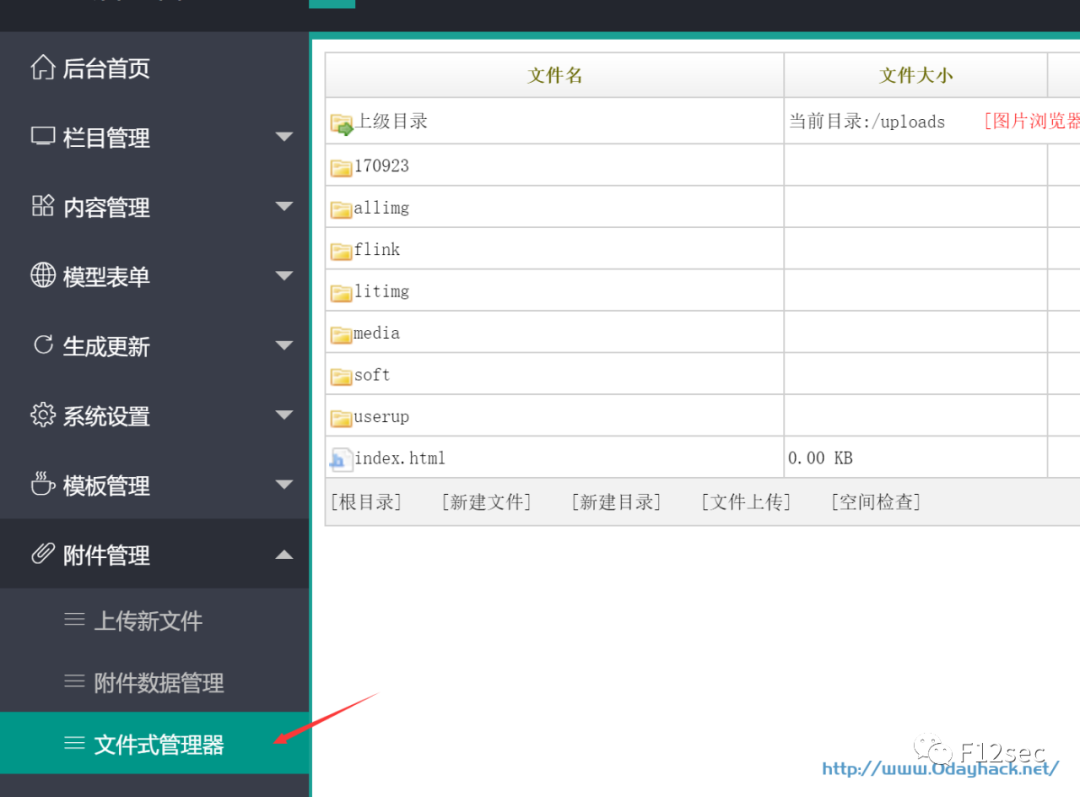 后台首页
栏目管理
内容管理
模型表单
生成更新
系统设置
模板管理
附件管理
上传新文件
附件数据管理
文件式管理器
文件名 文件大小
上级目录 当前目录:/uploads [图片浏览器
170923
allimg
flink
litimg
media
soft
userup
index.html 0.00 KB
[根目录] [新建文件] [新建目录] [文件上传] [空间检查]
F12sec
http://www.0dayhack.net/